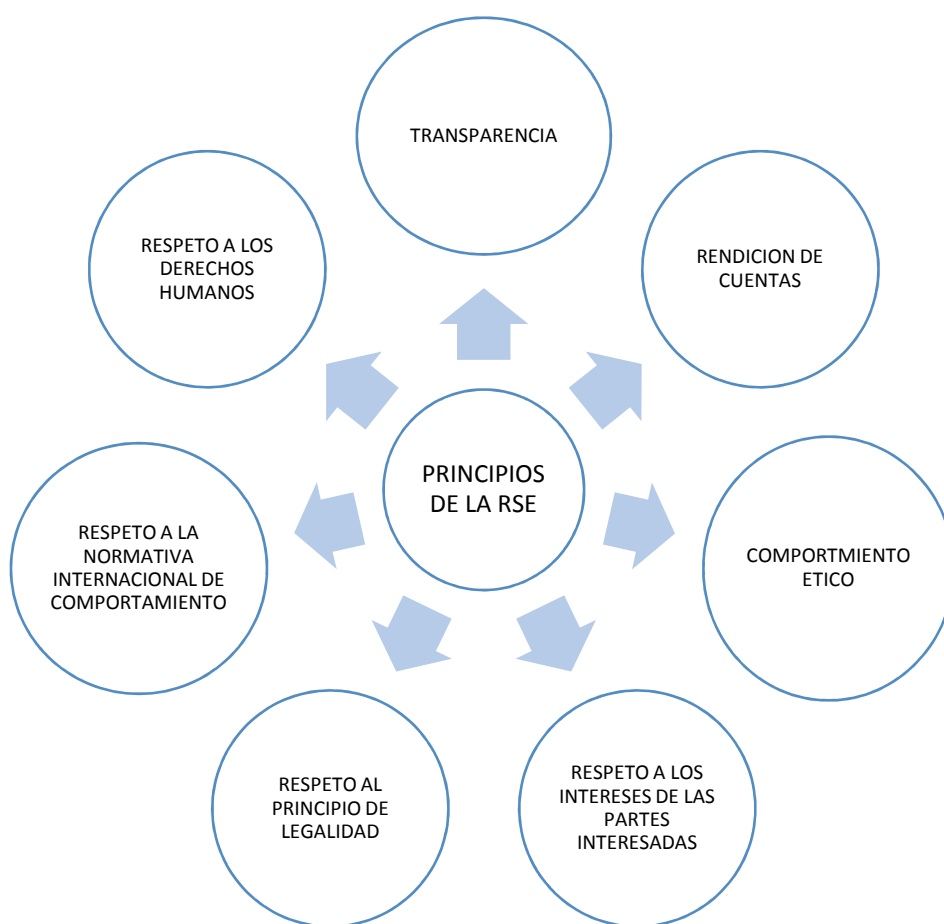 TRANSPARENCIA
RENDICION DE
CUENTAS
COMPORTMIENTO
ETICO
RESPETO A LOS
INTERESES DE LAS
PARTES
INTERESADAS
RESPETO AL
PRINCIPIO DE
LEGALIDAD
RESPETO A LA
NORMATIVA
INTERNACIONAL DE
COMPORTAMIENTO
RESPETO A LOS
DERECHOS
HUMANOS
PRINCIPIOS
DE LA RSE